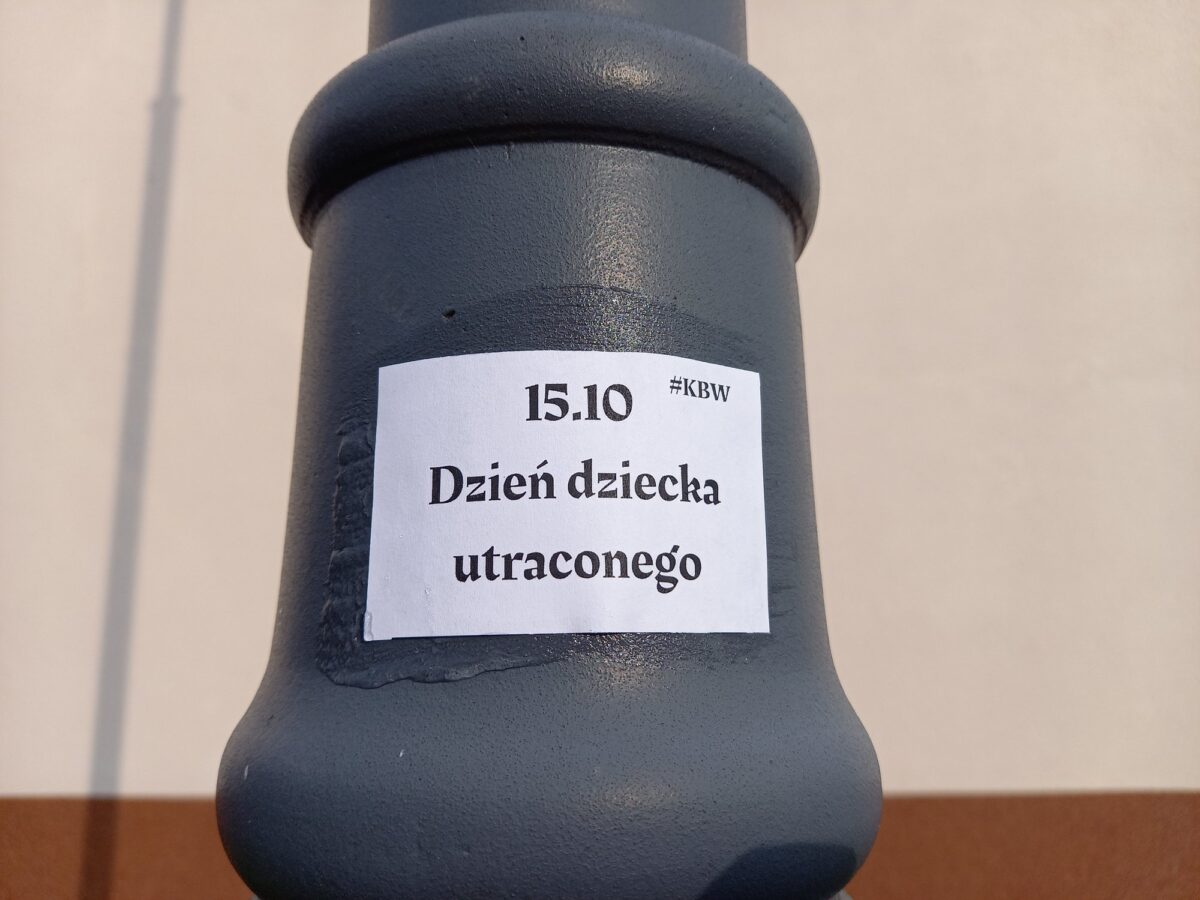 15.10 #KBW
Dzień dziecka
utraconego